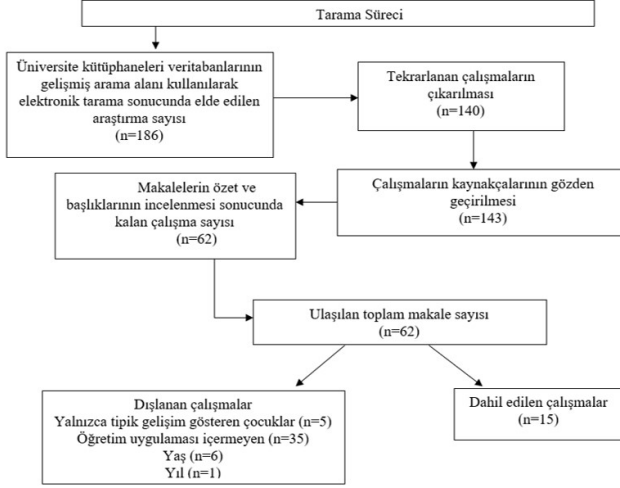 Tarama Süreci
Üniversite kütüphaneleri veritabanlarının
gelişmiş arama alanı kullanılarak
elektronik tarama sonucunda elde edilen
araştırma sayısı
(n=186)
Tekrarlanan çalışmaların
çıkarılması
(n=140)
Çalışmaların kaynakçalarının gözden
geçirilmesi
(n=143)
Makalelerin özet ve
başlıklarının incelenmesi sonucunda
kalan çalışma sayısı
(n=62)
Ulaşılan toplam makale sayısı
(n=62)
Dışlanan çalışmalar
Yalnızca tipik gelişim gösteren çocuklar (n=5)
Öğretim uygulaması içermeyen (n=35)
Yaş (n=6)
Yıl (n=1)
Dahil edilen çalışmalar
(n=15)